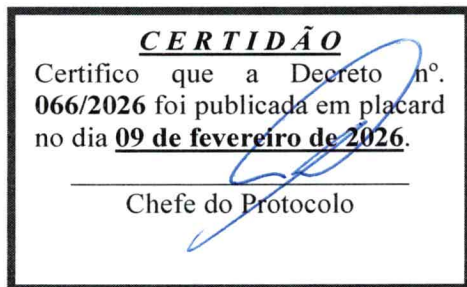 CERTIDÃO
Certifico que a Decreto nº.
066/2026 foi publicada em placard
no dia 09 de fevereiro de 2026.
Chefe do Protocolo